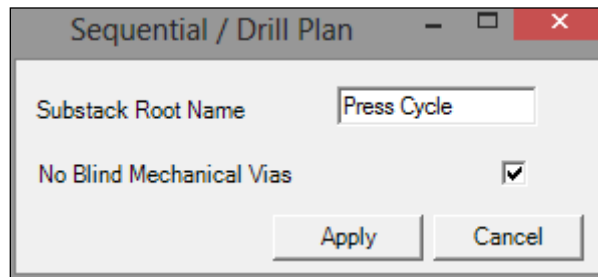 Sequential / Drill Plan
Substack Root Name Press Cycle
No Blind Mechanical Vias
Apply Cancel